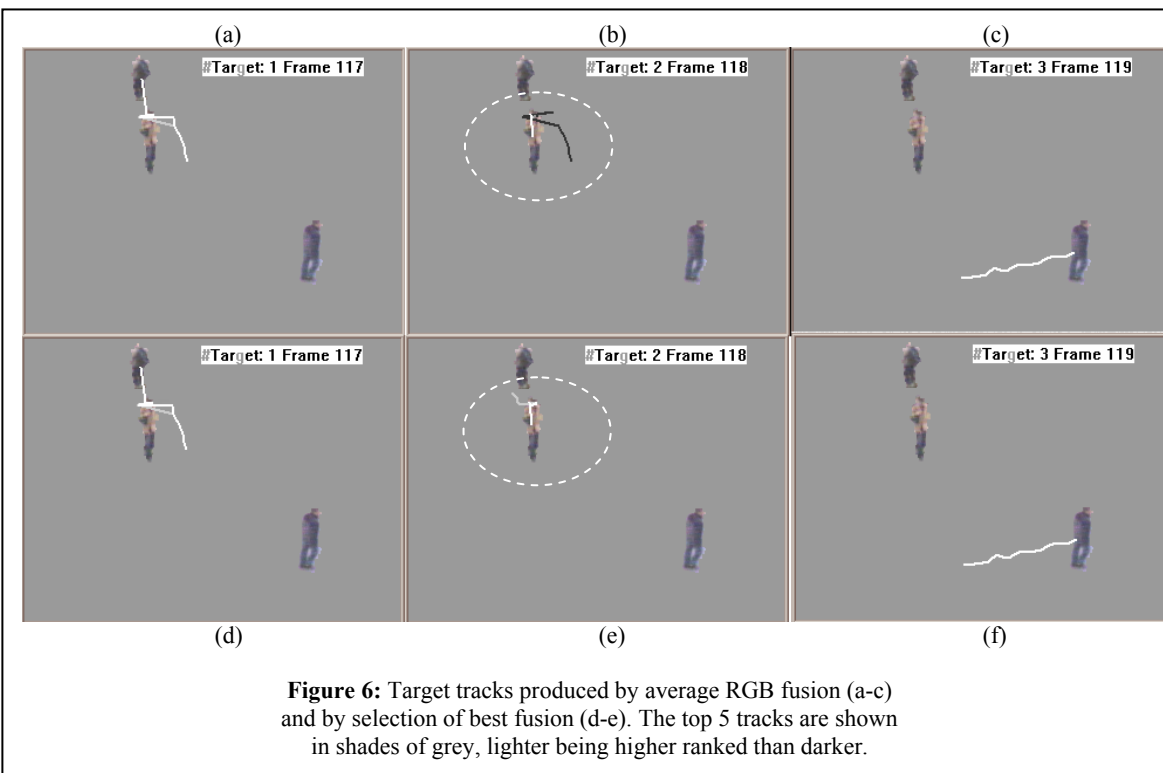 (a) (b) (c)
#Target: 1 Frame 117 #Target: 2 Frame 118 #Target: 3 Frame 119
#Target: 1 Frame 117 #Target: 2 Frame 118 #Target: 3 Frame 119
(d) (e) (f)
Figure 6: Target tracks produced by average RGB fusion (a-c)
and by selection of best fusion (d-e). The top 5 tracks are shown
in shades of grey, lighter being higher ranked than darker.